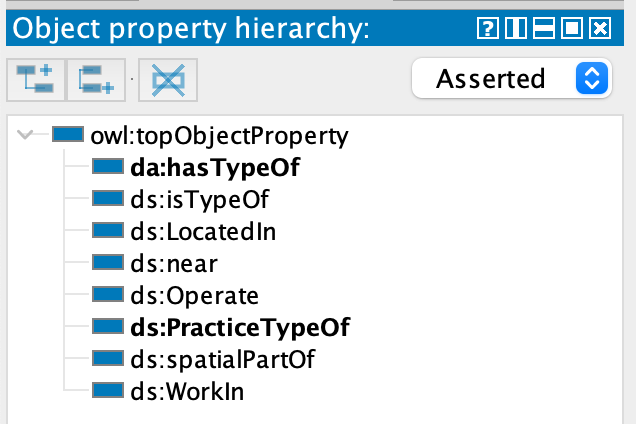 Object property hierarchy:
Asserted
owl:topObjectProperty
da:hasTypeOf
ds:isTypeOf
ds:LocatedIn
ds:near
ds:Operate
ds:PracticeTypeOf
ds:spatialPartOf
ds:WorkIn